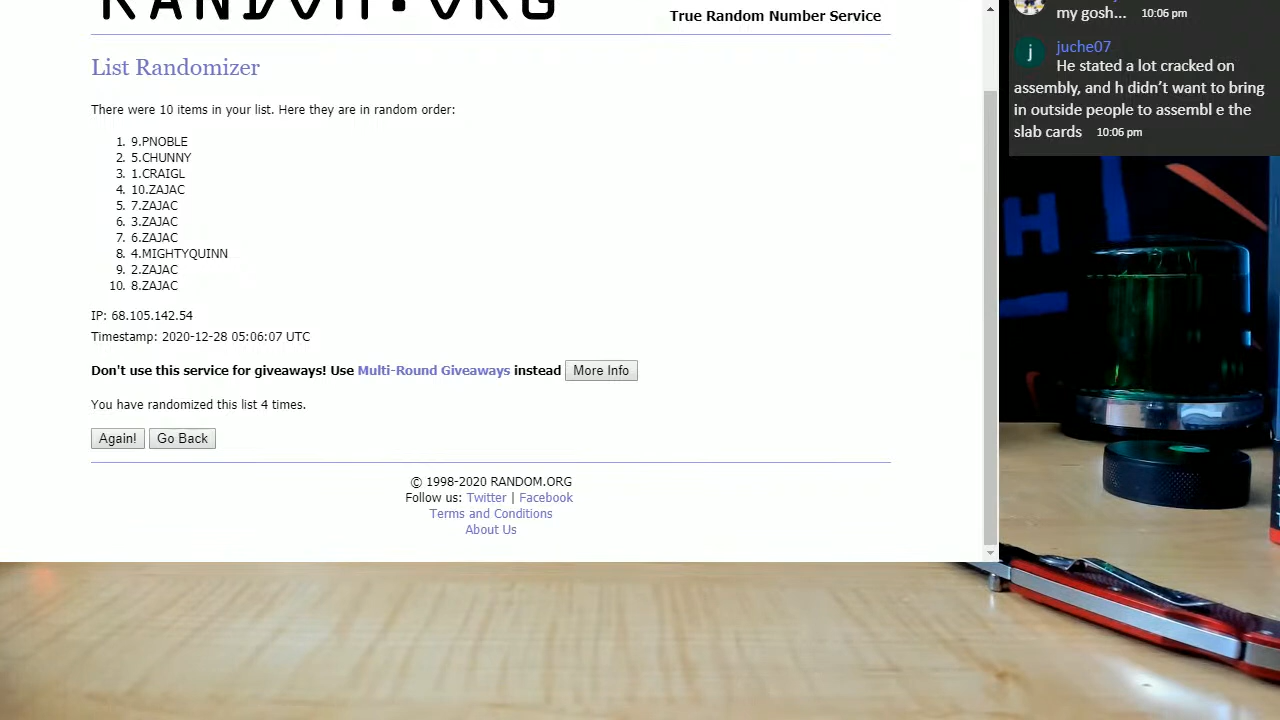 RANDOM.ORG
True Random Number Service
List Randomizer
There were 10 items in your list. Here they are in random order:
1. 9.PNOBLE
2. 5.CHUNNY
3. 1.CRAIGL
4. 10.ZAJAC
5. 7.ZAJAC
6. 3.ZAJAC
7. 6.ZAJAC
8. 4.MIGHTYQUINN
9. 2.ZAJAC
10. 8.ZAJAC
IP: 68.105.142.54
Timestamp: 2020-12-28 05:06:07 UTC
Don't use this service for giveaways! Use Multi-Round Giveaways instead More Info
You have randomized this list 4 times.
Again! Go Back
© 1998-2020 RANDOM.ORG
Follow us: Twitter | Facebook
Terms and Conditions
About Us
my gosh... 10:06 pm
j juche07
He stated a lot cracked on
assembly, and h didn’t want to bring
in outside people to assembl e the
slab cards 10:06 pm
H